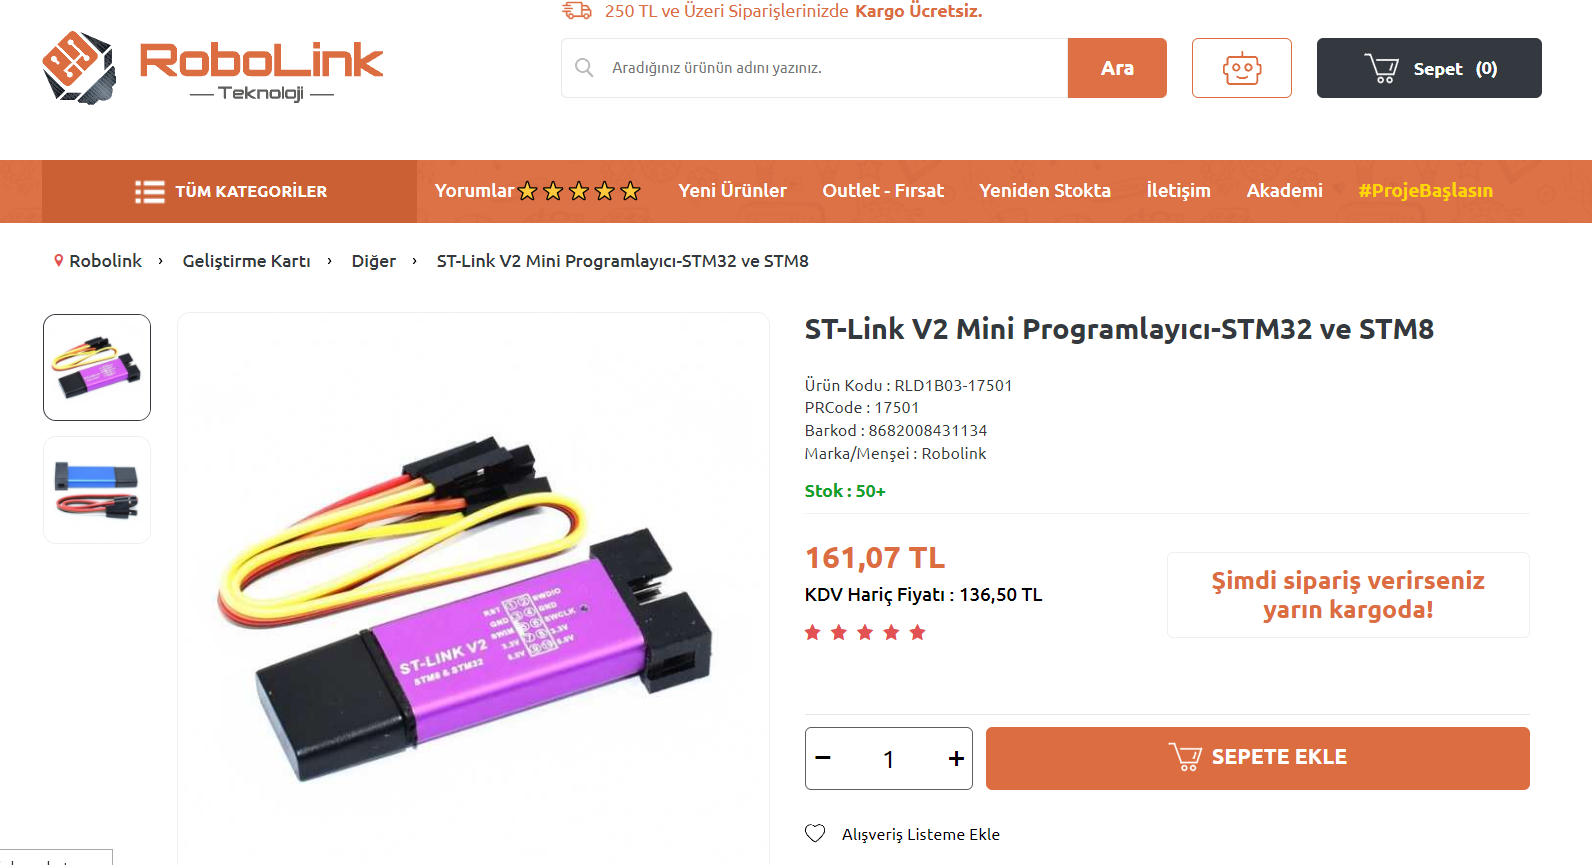 250 TL ve Üzeri Siparişlerinizde Kargo Ücretsiz.
RoboLink
Teknoloji
Aradığınız ürünün adını yazınız.
Ara
Sepet (0)
TÜM KATEGORİLER
Yorumlar
Yeni Ürünler
Outlet - Fırsat
Yeniden Stokta
İletişim
Akademi
#ProjeBaşlasın
Robolink › Geliştirme Kartı › Diğer › ST-Link V2 Mini Programlayıcı-STM32 ve STM8
ST-Link V2 Mini Programlayıcı-STM32 ve STM8
Ürün Kodu : RLD1B03-17501
PRCode : 17501
Barkod : 8682008431134
Marka/Menşei : Robolink
Stok : 50+
161,07 TL
KDV Hariç Fiyatı : 136,50 TL
Şimdi sipariş verirseniz
yarın kargoda!
1
SEPETE EKLE
Alışveriş Listeme Ekle
ST-LINK V2
STM8 & STM32
RST 1 2 SWDIO
GND 3 4 GND
SWIM 5 6 SWCLK
3.3V 7 8 3.3V
5.0V 9 10 5.0V